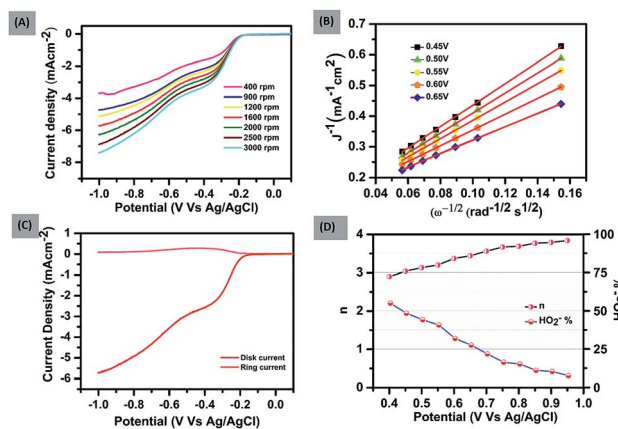 (A)
Current density (mAcm-2)
0
-2
-4
-6
-8
400 rpm
900 rpm
1200 rpm
1600 rpm
2000 rpm
2500 rpm
3000 rpm
-1.0 -0.8 -0.6 -0.4 -0.2 0.0
Potential (V Vs Ag/AgCl)
(B)
J-1(mA-1cm2)
0.7
0.6
0.5
0.4
0.3
0.2
0.45V
0.50V
0.55V
0.60V
0.65V
0.04 0.06 0.08 0.10 0.12 0.14 0.16
(ω-1/2 (rad-1/2 s1/2)
(C)
Current Density (mAcm-2)
1
0
-1
-2
-3
-4
-5
-6
Disk current
Ring current
-1.0 -0.8 -0.6 -0.4 -0.2 0.0
Potential (V Vs Ag/AgCl)
(D)
n
4
3
2
1
0
n
HO2- %
100
75
50
25
0
HO2- %
0.4 0.5 0.6 0.7 0.8 0.9 1.0
Potential (V Vs Ag/AgCl)